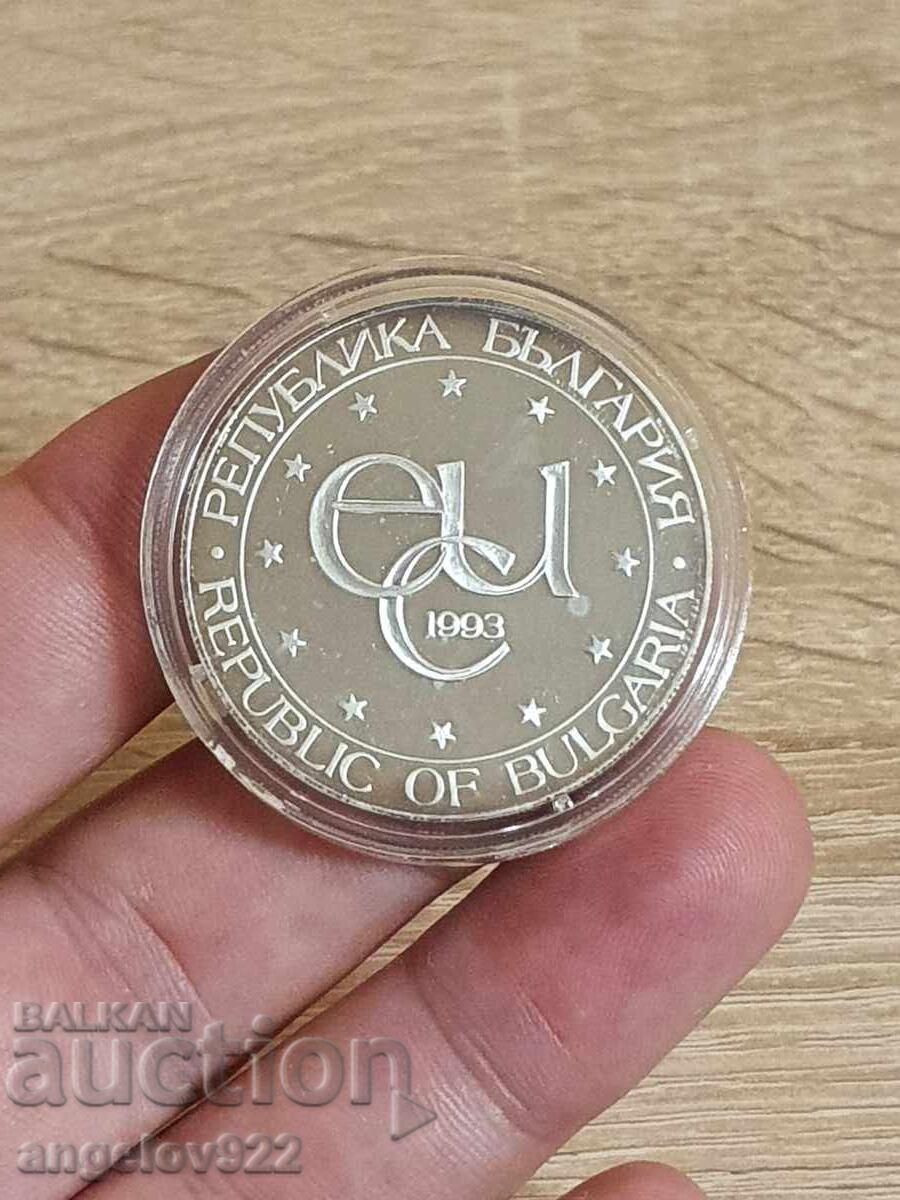 · РЕПУБЛИКА БЪЛГАРИЯ ·
ecu
1993
REPUBLIC OF BULGARIA
BALKAN
auction
angelov922